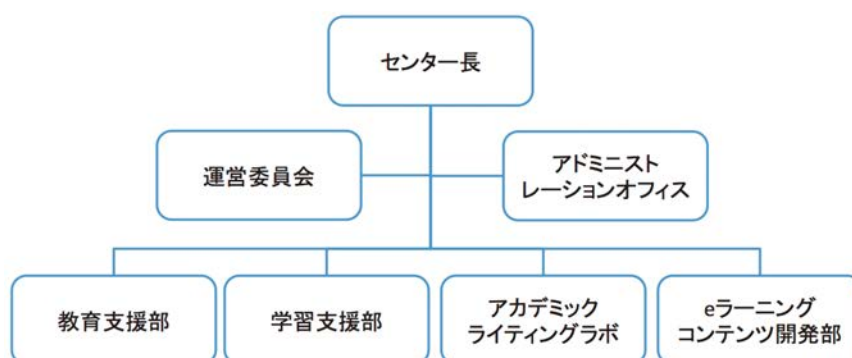 センター長
運営委員会
アドミニスト
レーションオフィス
教育支援部
学習支援部
アカデミック
ライティングラボ
eラーニング
コンテンツ開発部